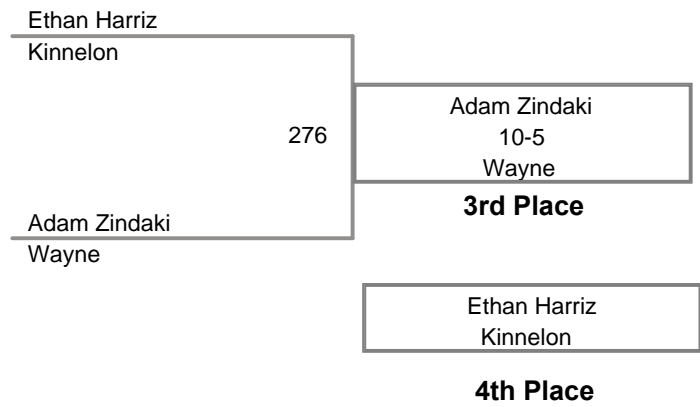 Ethan Harriz
Kinnelon
276
Adam Zindaki
10-5
Wayne
3rd Place
Adam Zindaki
Wayne
Ethan Harriz
Kinnelon
4th Place